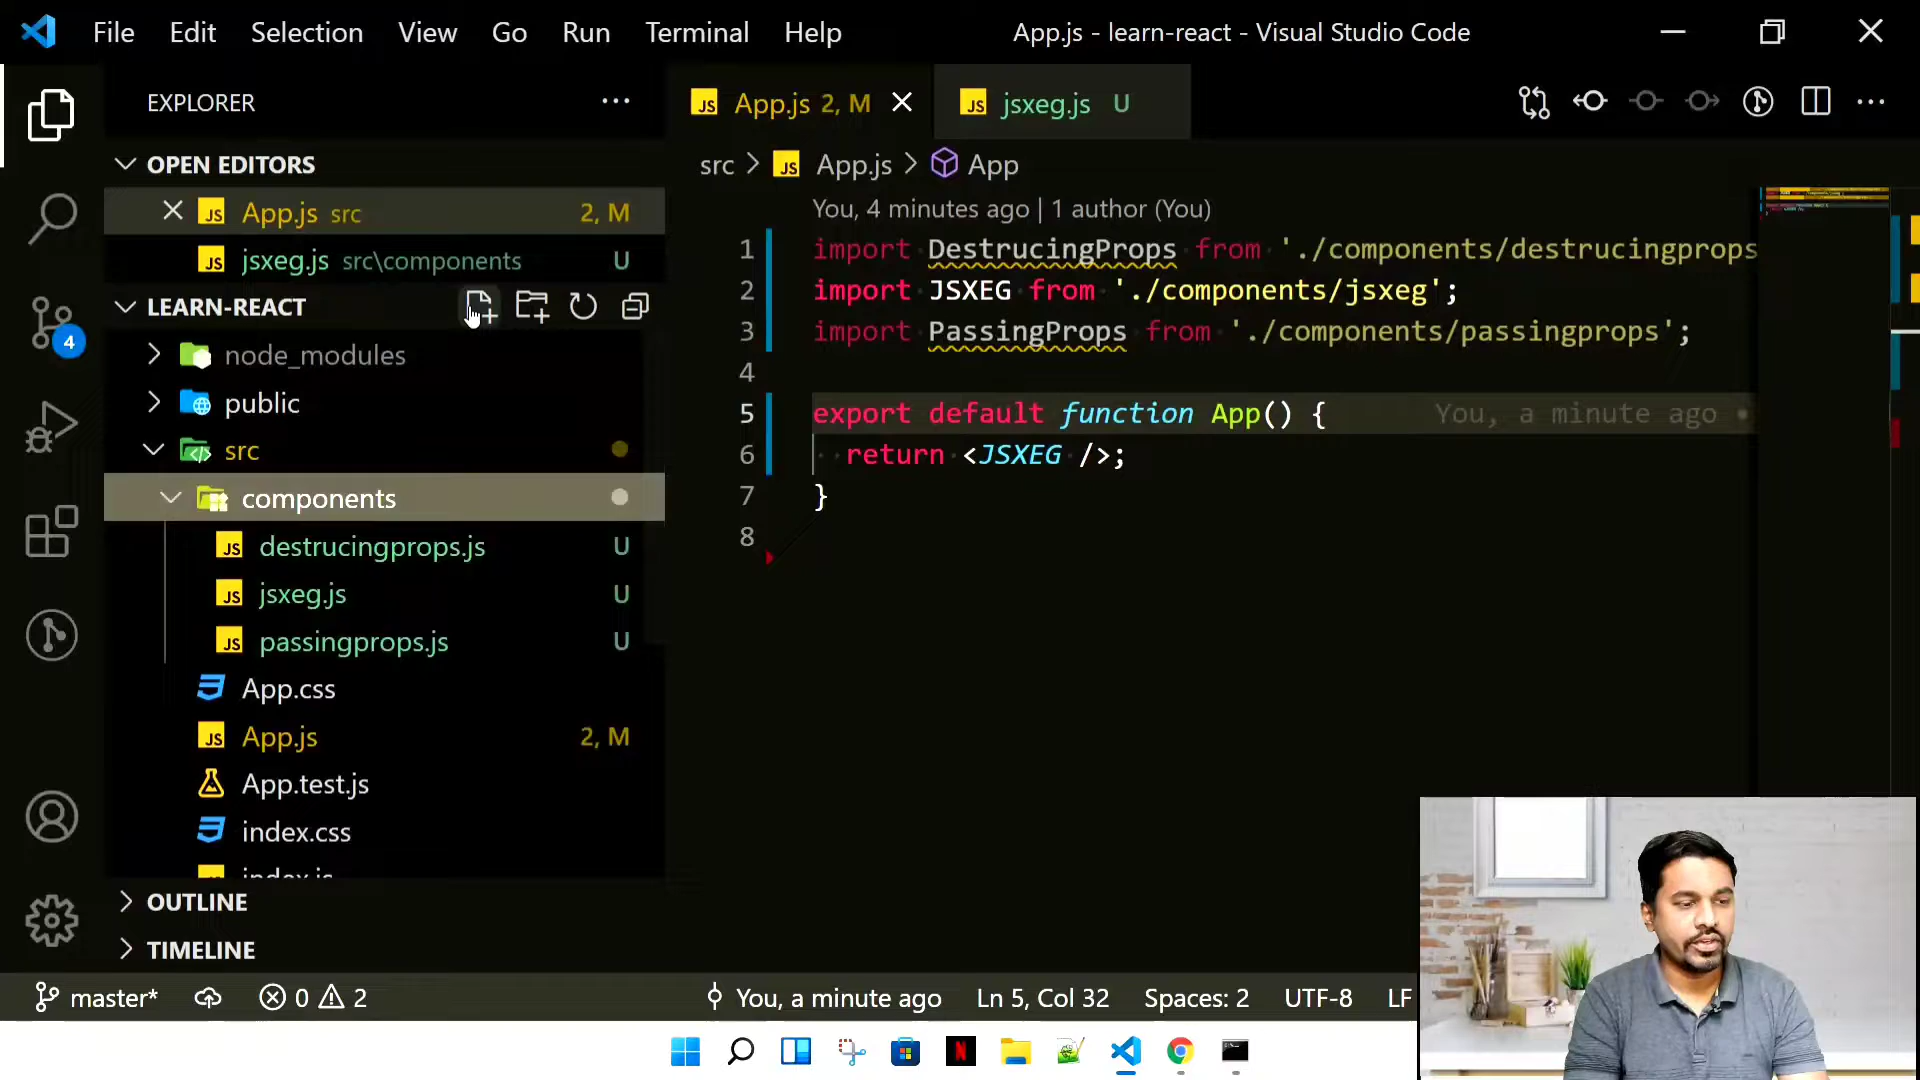 File Edit Selection View Go Run Terminal Help App.js - learn-react - Visual Studio Code
EXPLORER
App.js 2, M
jsxeg.js U
OPEN EDITORS
App.js src 2, M
jsxeg.js src\components U
LEARN-REACT
node_modules
public
src
components
destrucingprops.js U
jsxeg.js U
passingprops.js U
App.css
App.js 2, M
App.test.js
index.css
index.js
OUTLINE
TIMELINE
4
src > App.js > App
You, 4 minutes ago | 1 author (You)
1 import DestrucingProps from './components/destrucingprops
2 import JSXEG from './components/jsxeg';
3 import PassingProps from './components/passingprops';
4
5 export default function App() { You, a minute ago •
6 return <JSXEG />;
7 }
8
master* 0 2 You, a minute ago Ln 5, Col 32 Spaces: 2 UTF-8 LF